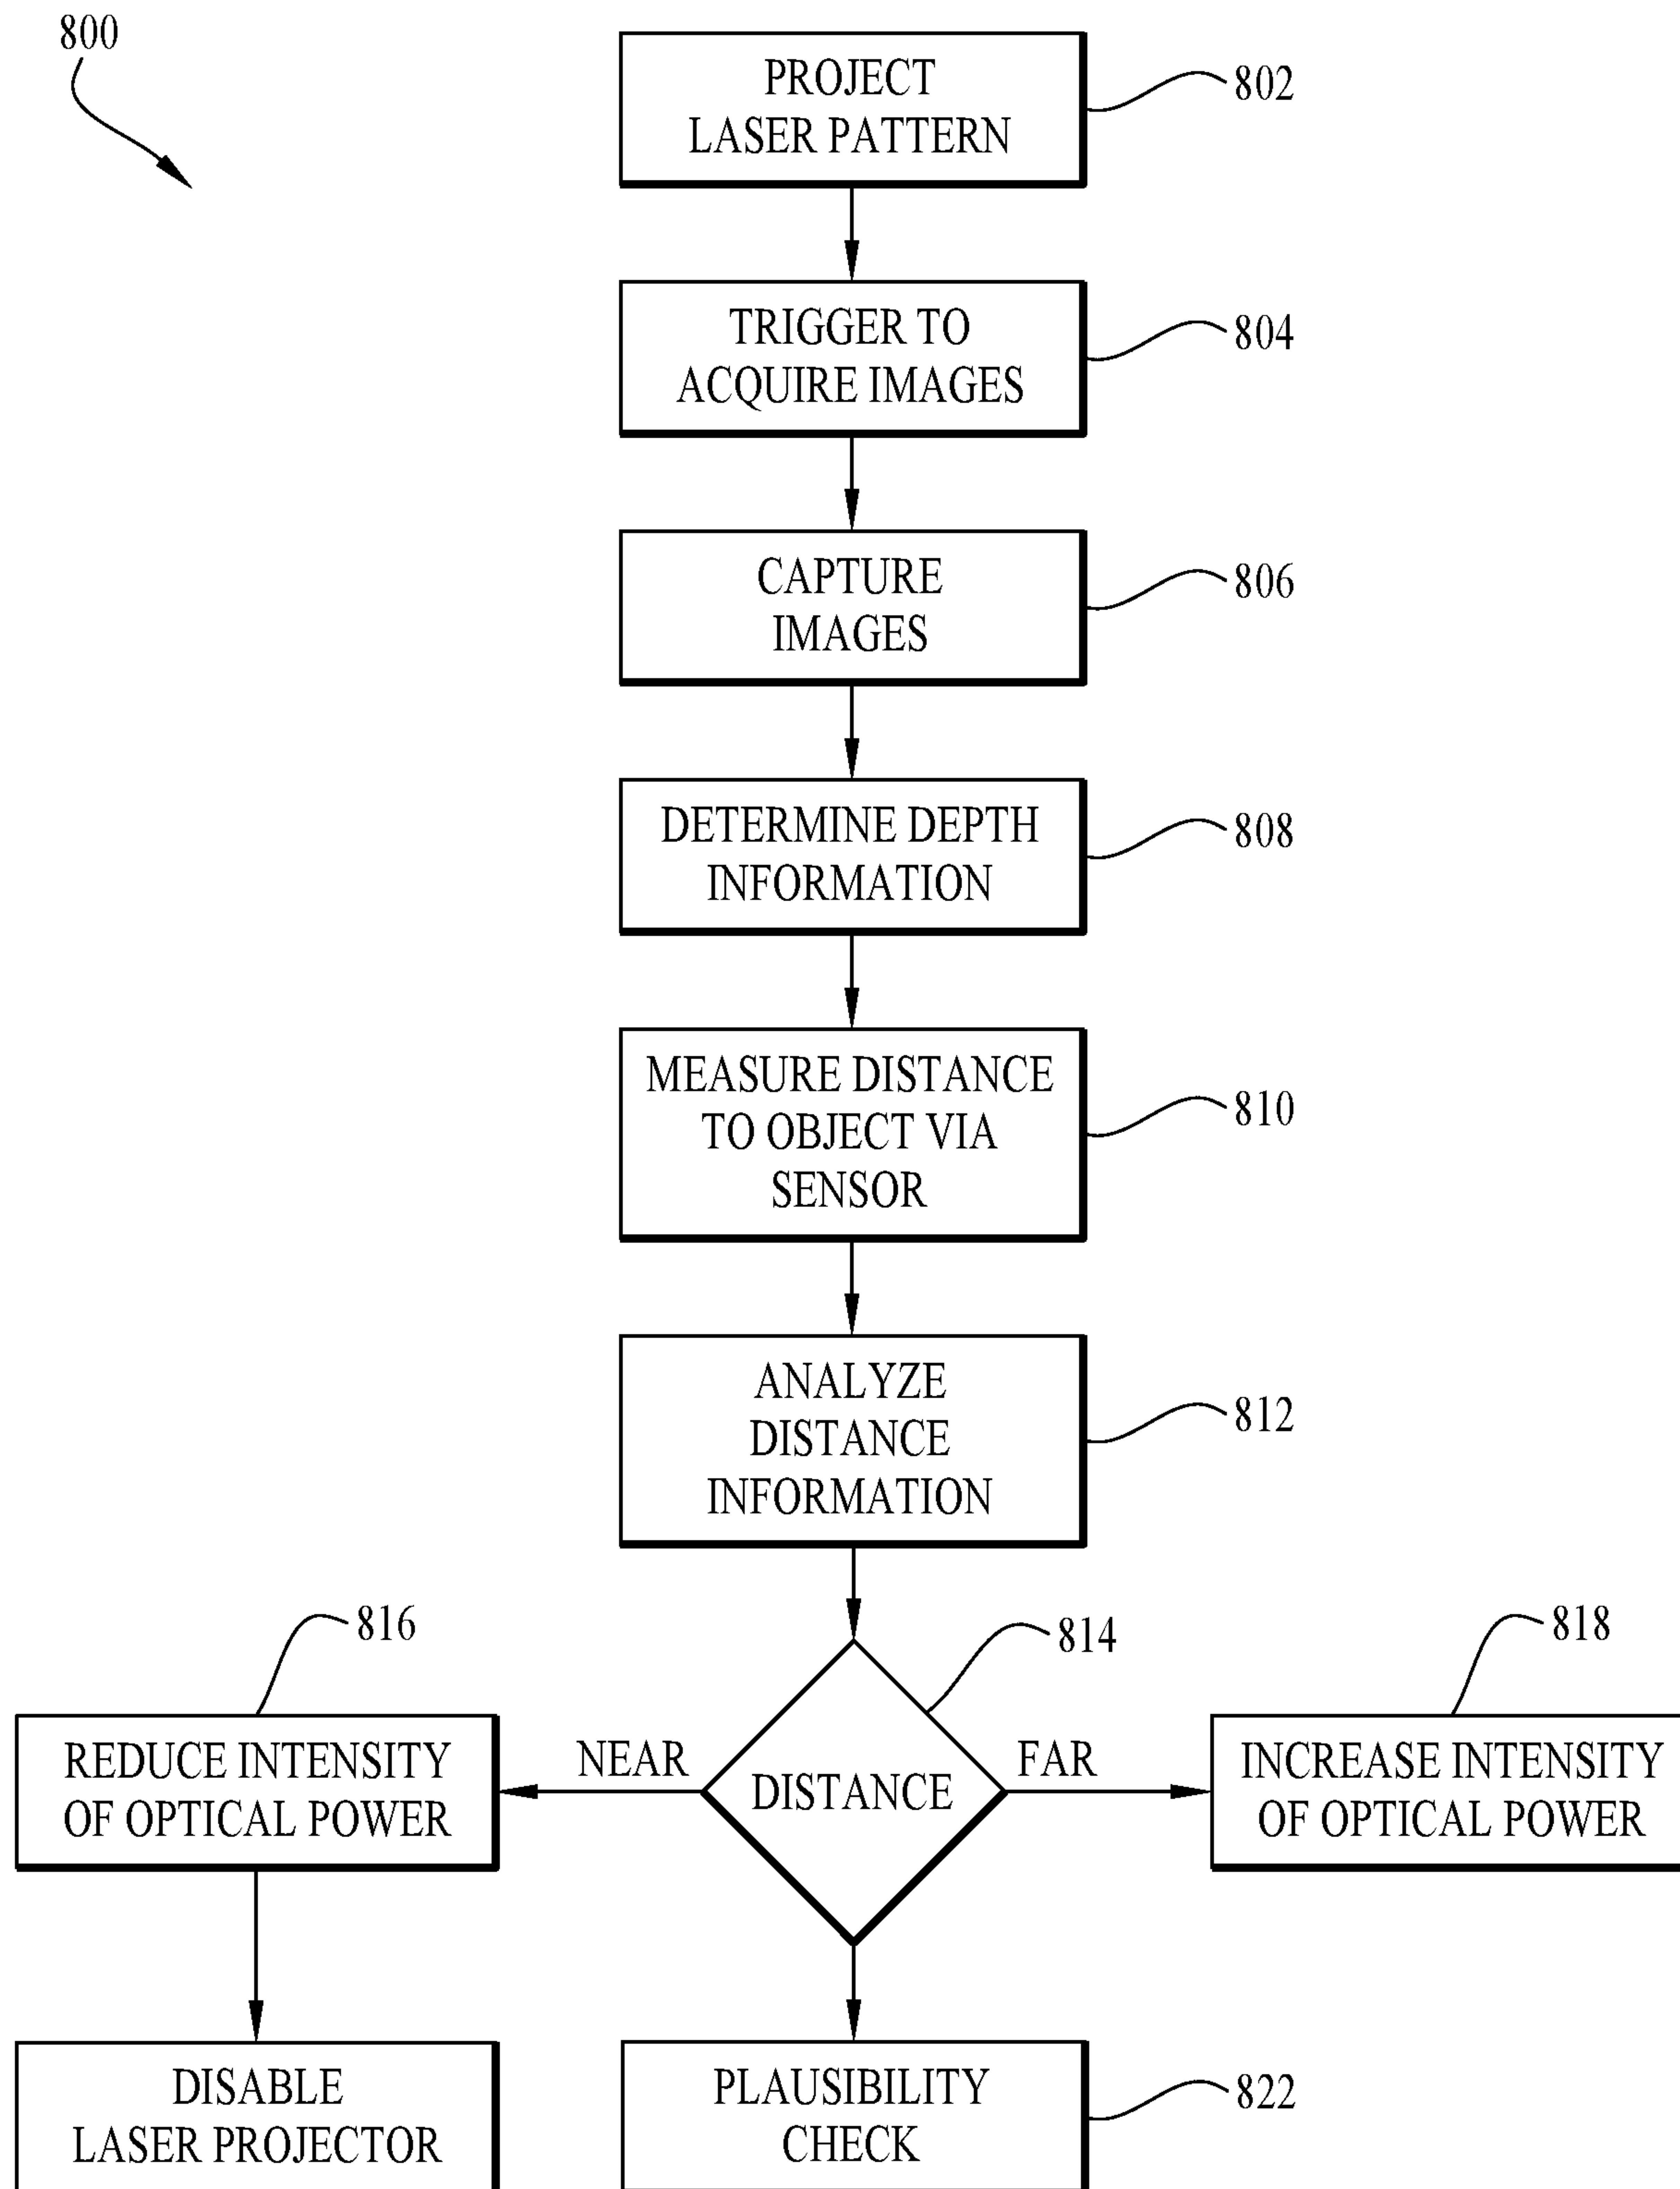 800
PROJECT
LASER PATTERN
802
TRIGGER TO
ACQUIRE IMAGES
804
CAPTURE
IMAGES
806
DETERMINE DEPTH
INFORMATION
808
MEASURE DISTANCE
TO OBJECT VIA
SENSOR
810
ANALYZE
DISTANCE
INFORMATION
812
816
814
818
REDUCE INTENSITY
OF OPTICAL POWER
NEAR
DISTANCE
FAR
INCREASE INTENSITY
OF OPTICAL POWER
DISABLE
LASER PROJECTOR
PLAUSIBILITY
CHECK
822